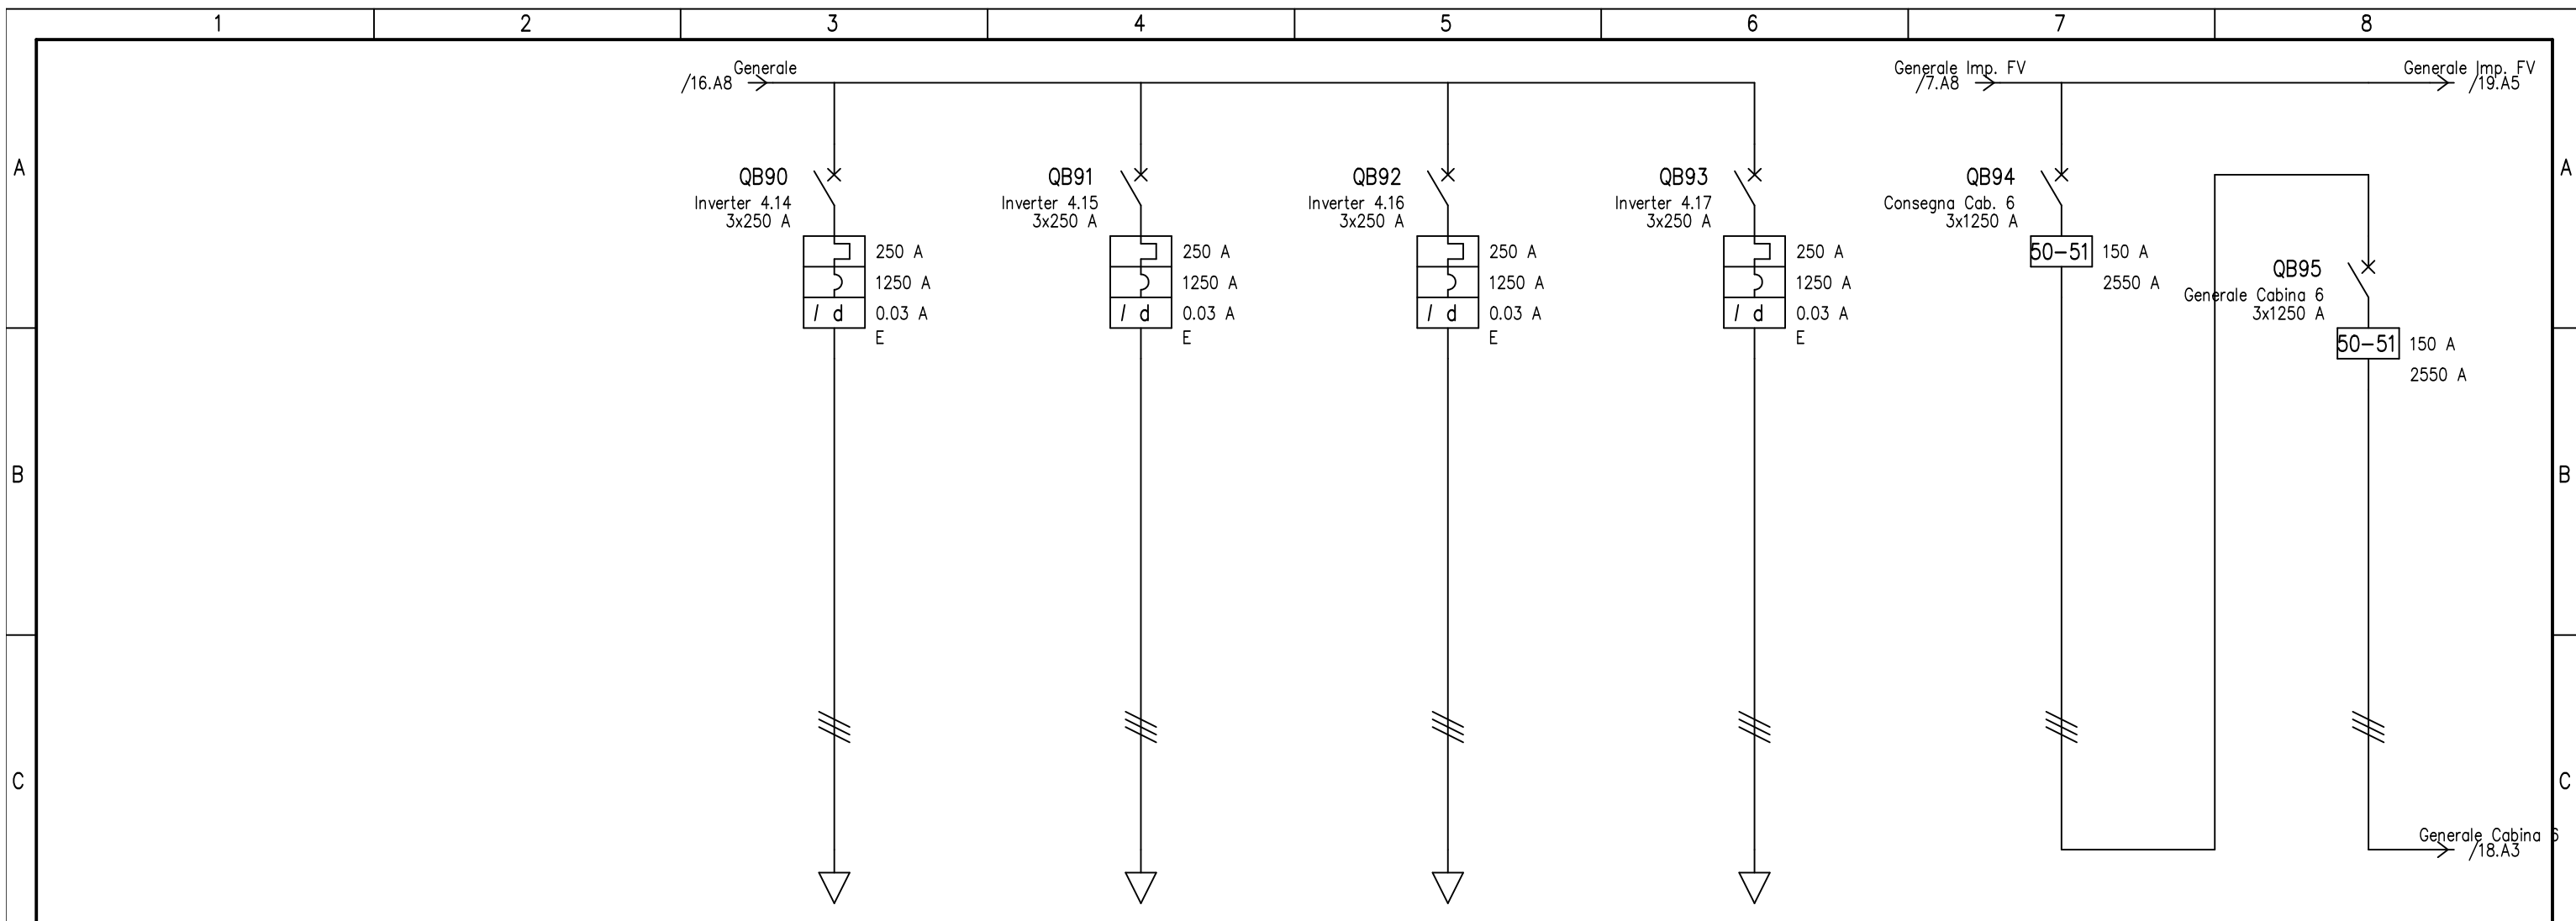 1 2 3 4 5 6 7 8
Generale
/16.A8
Generale Imp. FV
/7.A8
Generale Imp. FV
/19.A5
A
A
QB90
Inverter 4.14
3x250 A
250 A
1250 A
I d 0.03 A
E
QB91
Inverter 4.15
3x250 A
250 A
1250 A
I d 0.03 A
E
QB92
Inverter 4.16
3x250 A
250 A
1250 A
I d 0.03 A
E
QB93
Inverter 4.17
3x250 A
250 A
1250 A
I d 0.03 A
E
QB94
Consegna Cab. 6
3x1250 A
50-51 150 A
2550 A
QB95
Generale Cabina 6
3x1250 A
50-51 150 A
2550 A
B
B
C
C
Generale Cabina 6
/18.A3